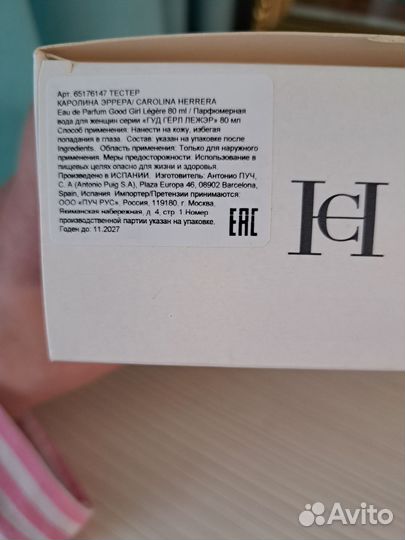 Арт. 65176147 ТЕСТЕР
КАРОЛИНА ЭРРЕРА/ CAROLINA HERRERA
Eau de Parfum Good Girl Légère 80 ml / Парфюмерная
вода для женщин серии «ГУД ГЁРЛ ЛЕЖЭР» 80 мл
Способ применения. Нанести на кожу, избегая
попадания в глаза. Состав: указан на упаковке после
Ingredients. Область применения: Только для наружного
применения. Меры предосторожности: Использование в
пищевых целях опасно для жизни и здоровья.
Произведено в ИСПАНИИ. Изготовитель: Антонио ПУЧ,
С. А (Antonio Puig S.A), Plaza Europa 46, 08902 Barcelona,
Spain, Испания. Импортер/Претензии принимаются:
ООО «ПУЧ РУС», Россия, 119180, г. Москва,
Якиманская набережная, д. 4, стр. 1.Номер
производственной партии указан на упаковке.
Годен до: 11.2027
EAC
CH
Avito